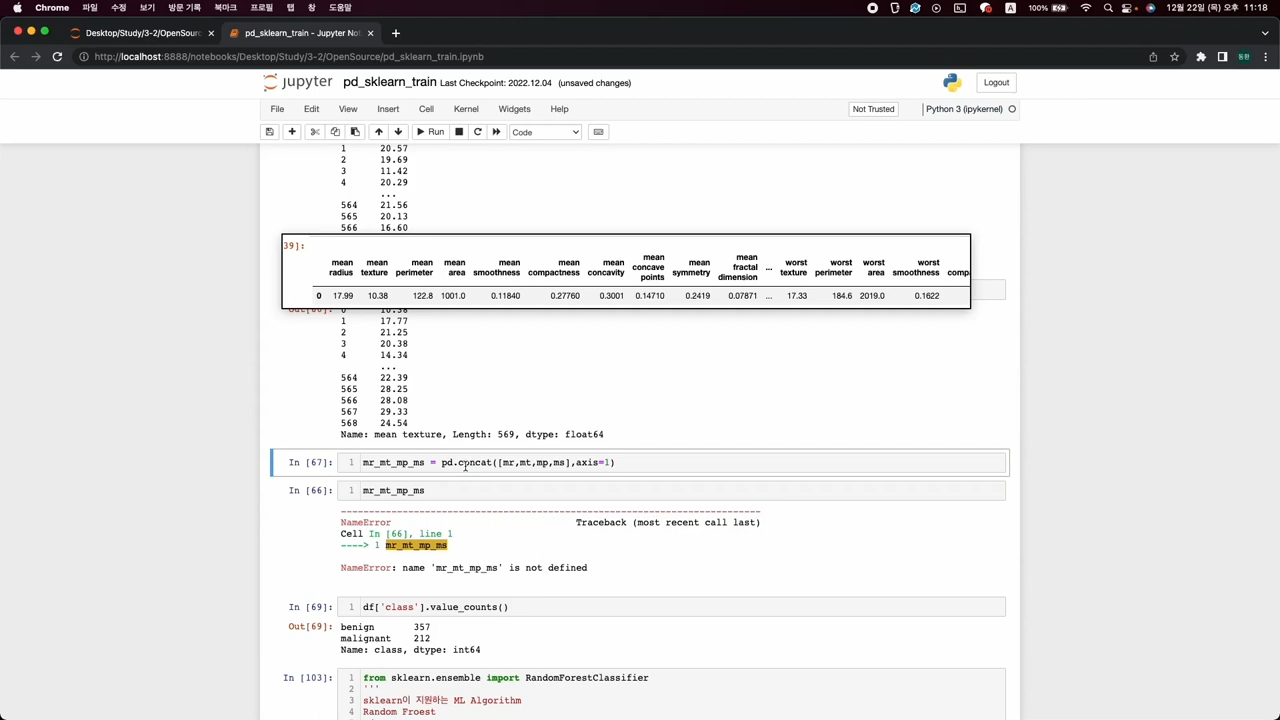 Chrome 파일 수정 보기 방문 기록 북마크 프로필 탭 창 도움말 100% 12월 22일 (목) 오후 11:18
Desktop/Study/3-2/OpenSourc pd_sklearn_train - Jupyter Not
http://localhost:8888/notebooks/Desktop/Study/3-2/OpenSource/pd_sklearn_train.ipynb
jupyter pd_sklearn_train Last Checkpoint: 2022.12.04 (unsaved changes) Logout
File Edit View Insert Cell Kernel Widgets Help Not Trusted Python 3 (ipykernel)
Run Code
1 20.57
2 19.69
3 11.42
4 20.29
...
564 21.56
565 20.13
566 16.60
39]:
mean radius mean texture mean perimeter mean area mean smoothness mean compactness mean concavity mean concave points mean symmetry mean fractal dimension ... worst texture worst perimeter worst area worst smoothness comp
0 17.99 10.38 122.8 1001.0 0.11840 0.27760 0.3001 0.14710 0.2419 0.07871 ... 17.33 184.6 2019.0 0.1622
1 17.77
2 21.25
3 20.38
4 14.34
...
564 22.39
565 28.25
566 28.08
567 29.33
568 24.54
Name: mean texture, Length: 569, dtype: float64
In [67]: 1 mr_mt_mp_ms = pd.concat([mr,mt,mp,ms],axis=1)
In [66]: 1 mr_mt_mp_ms
NameError Traceback (most recent call last)
Cell In [66], line 1
----> 1 mr_mt_mp_ms
NameError: name 'mr_mt_mp_ms' is not defined
In [69]: 1 df['class'].value_counts()
Out[69]: benign 357
malignant 212
Name: class, dtype: int64
In [103]: 1 from sklearn.ensemble import RandomForestClassifier
2 '''
3 sklearn이 지원하는 ML Algorithm
4 Random Froest